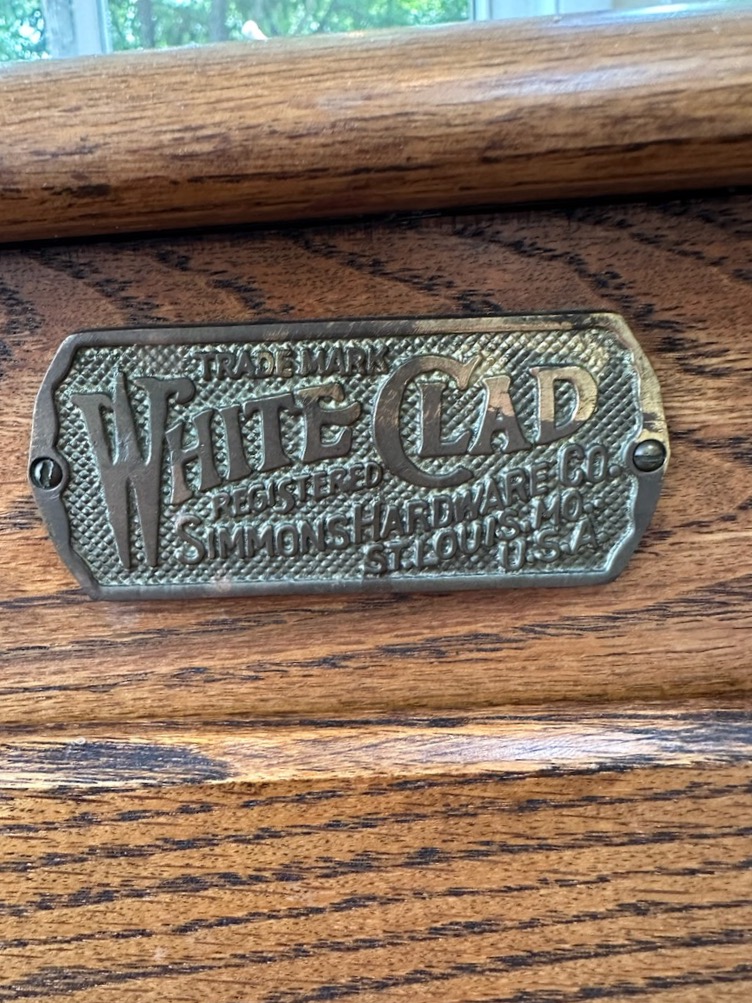 TRADE MARK
WHITE CLAD
REGISTERED
SIMMONS HARDWARE CO.
ST. LOUIS. MO.
U.S.A